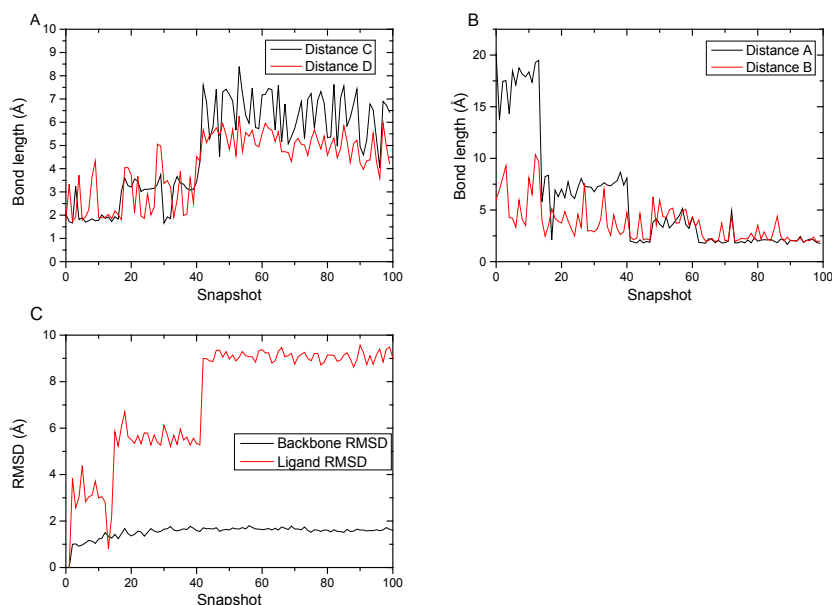 A
10
9
8
7
6
5
4
3
2
1
0
Bond length (Å)
Distance C
Distance D
0 20 40 60 80 100
Snapshot
B
20
15
10
5
0
Bond length (Å)
Distance A
Distance B
0 20 40 60 80 100
Snapshot
C
10
8
6
4
2
0
RMSD (Å)
Backbone RMSD
Ligand RMSD
0 20 40 60 80 100
Snapshot